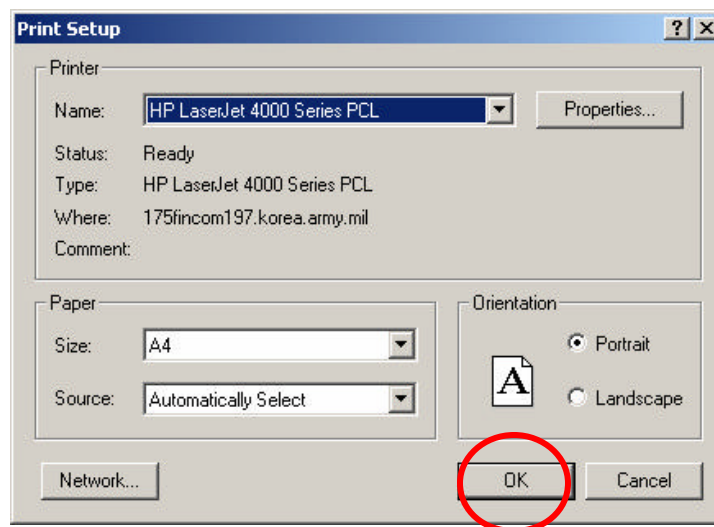 Print Setup
Printer
Name: HP LaserJet 4000 Series PCL Properties...
Status: Ready
Type: HP LaserJet 4000 Series PCL
Where: 175fincom197.korea.army.mil
Comment:
Paper
Size: A4
Source: Automatically Select
Orientation
A
Portrait
Landscape
Network... OK Cancel